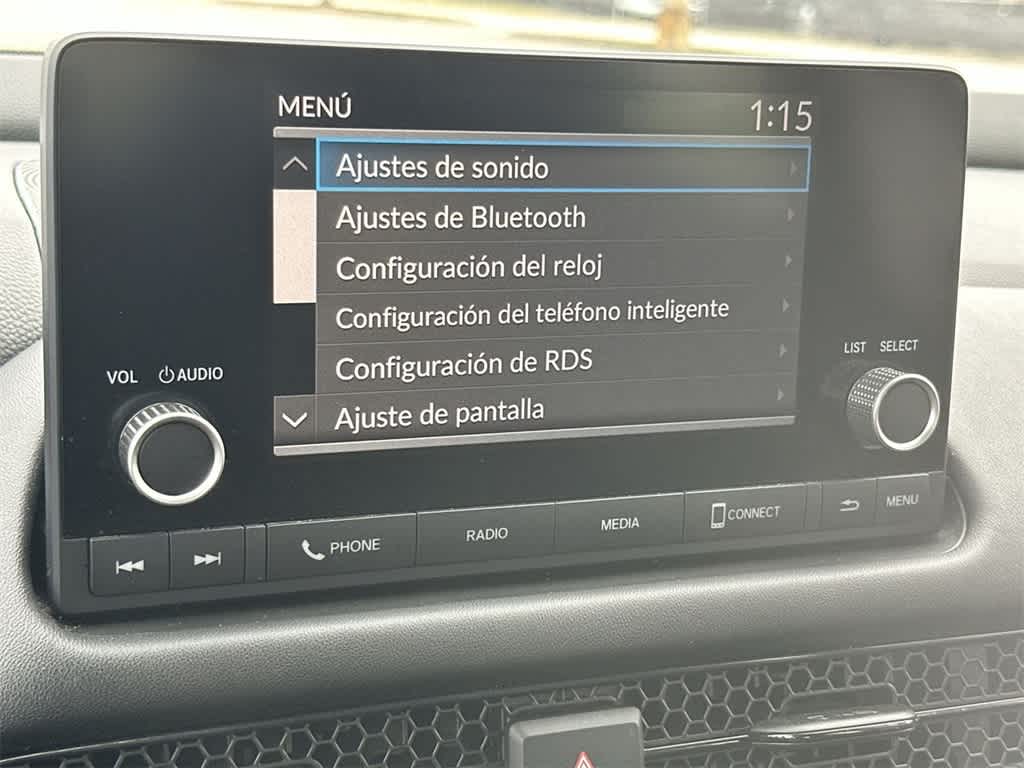 MENÚ 1:15
Ajustes de sonido
Ajustes de Bluetooth
Configuración del reloj
Configuración del teléfono inteligente
Configuración de RDS
Ajuste de pantalla
VOL AUDIO
LIST SELECT
PHONE RADIO MEDIA CONNECT MENU